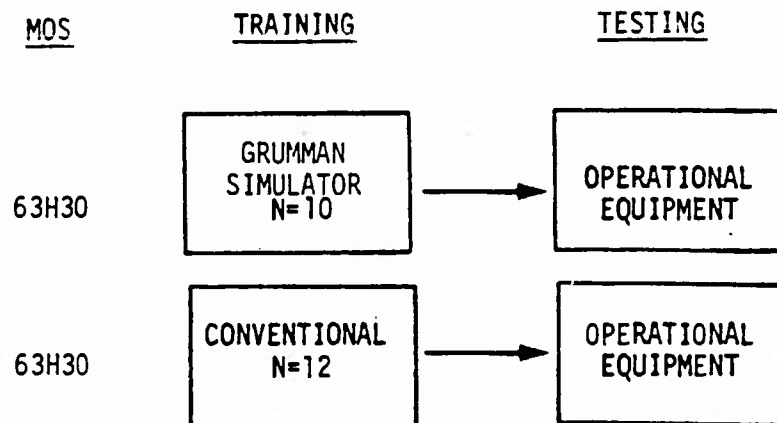 MOS TRAINING TESTING
63H30
GRUMMAN
SIMULATOR
N=10
OPERATIONAL
EQUIPMENT
63H30
CONVENTIONAL
N=12
OPERATIONAL
EQUIPMENT